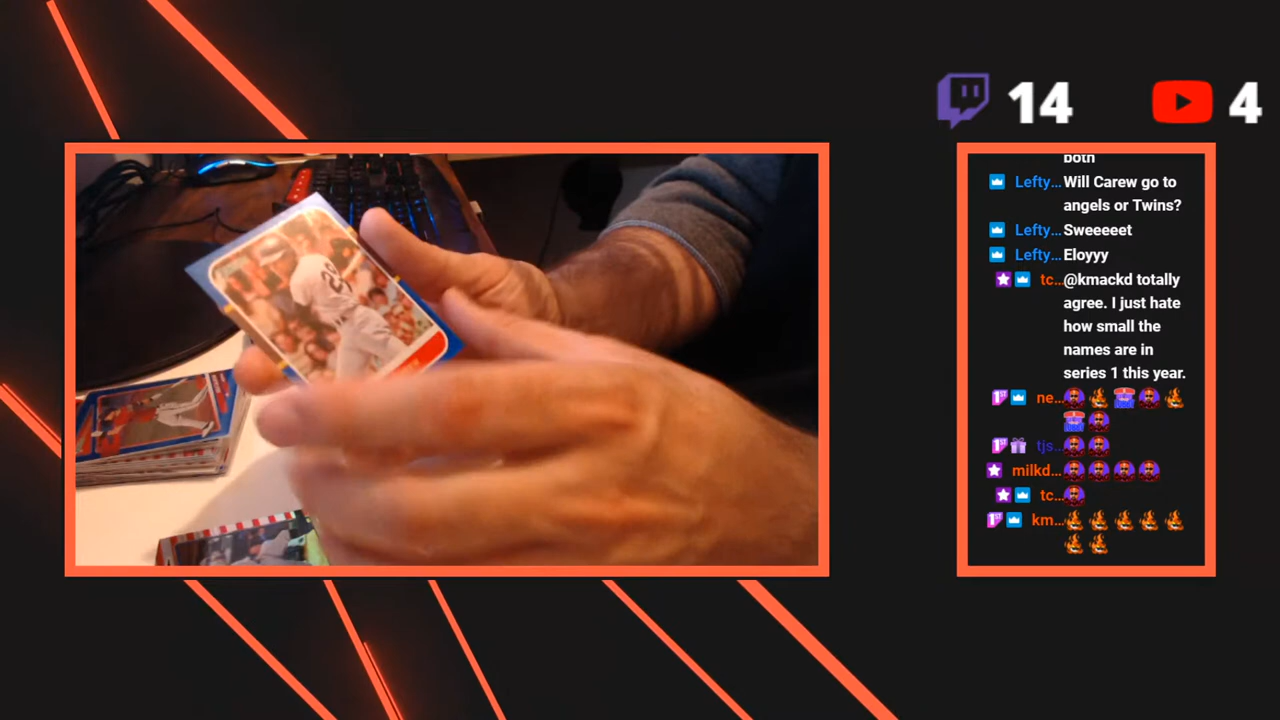 14
4
both
Lefty... Will Carew go to
angels or Twins?
Lefty... Sweeeeet
Lefty... Eloyyy
tc... @kmackd totally
agree. I just hate
how small the
names are in
series 1 this year.
ne...
tjs...
milkd...
tc...
km...